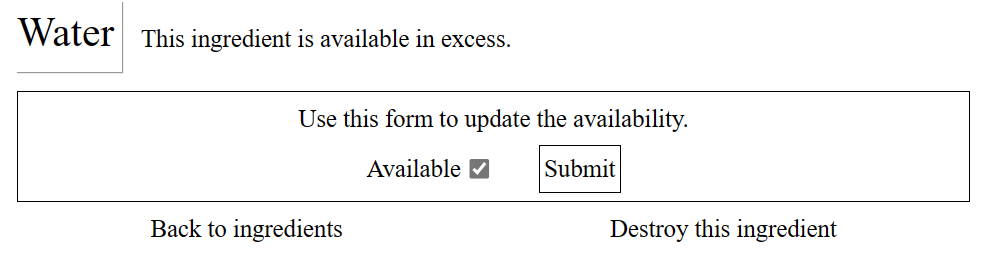 Water This ingredient is available in excess.
Use this form to update the availability.
Available Submit
Back to ingredients Destroy this ingredient